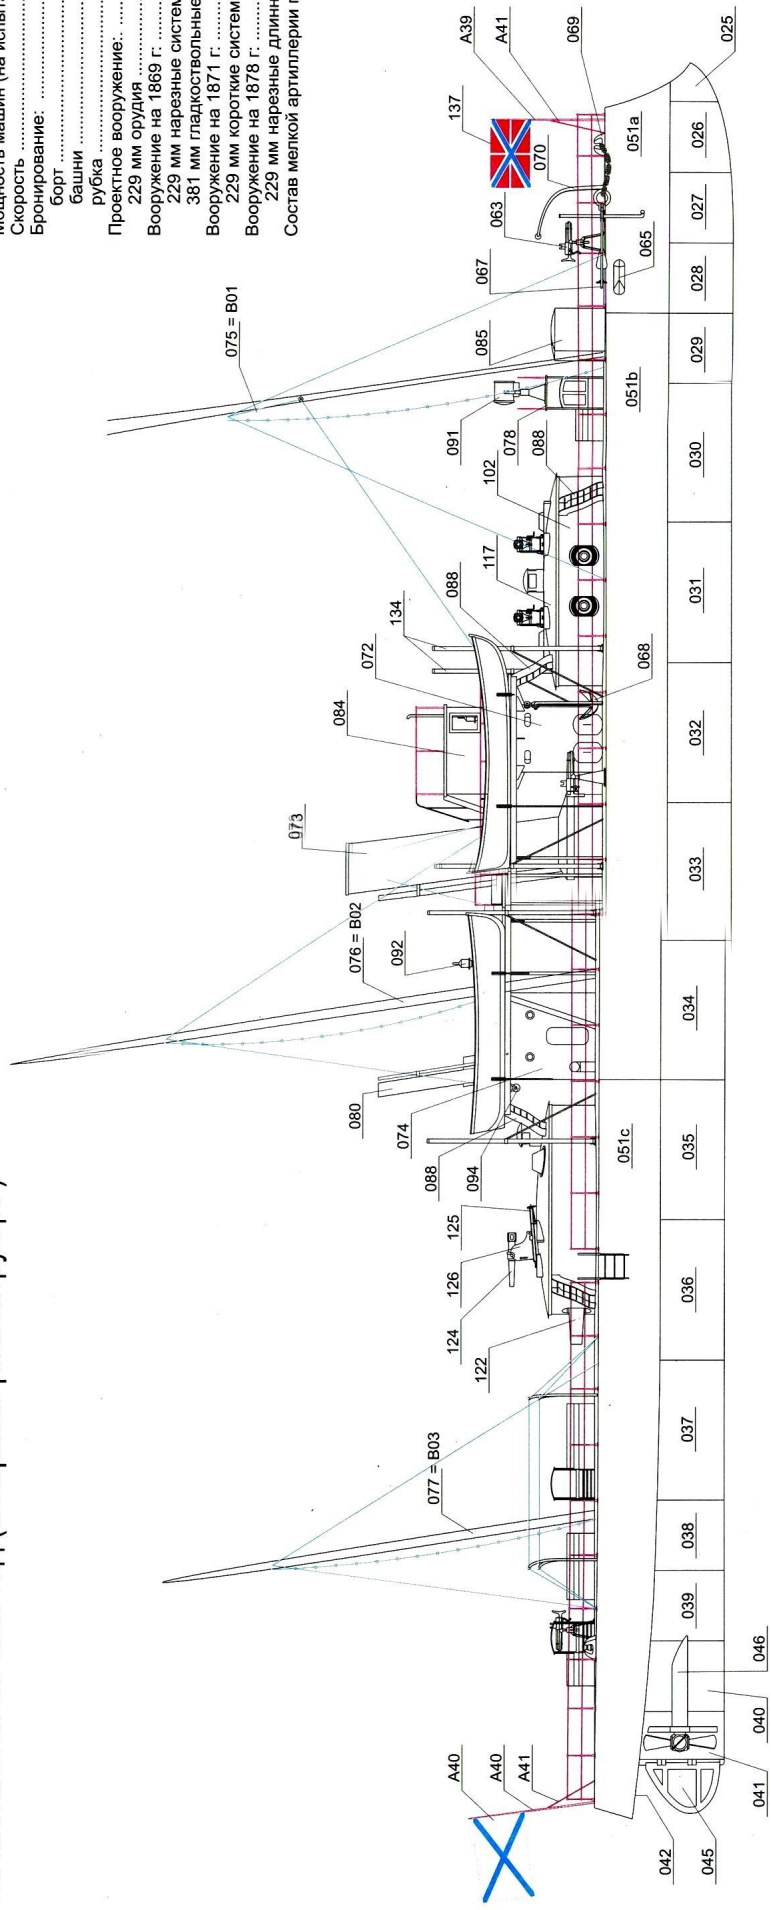 Скорость
Бронирование:
борт
башни
рубка
Проектное вооружение:
229 мм орудия
Вооружение на 1869 г:
229 мм нарезные систем
381 мм гладкоствольные
Вооружение на 1871 г:
229 мм короткие систем
Вооружение на 1878 г:
229 мм нарезные длинн
Состав мелкой артиллерии
A40
A40
A41
077 = B03
122
124
126
125
088
094
074
080
076 = B02
092
073
084
072
134
088
117
102
088
078
091
075 = B01
085
067
063
070
137
A39
A41
069
068
065
051c
051b
051a
042
045
041
040
046
039
038
037
036
035
034
033
032
031
030
029
028
027
026
025